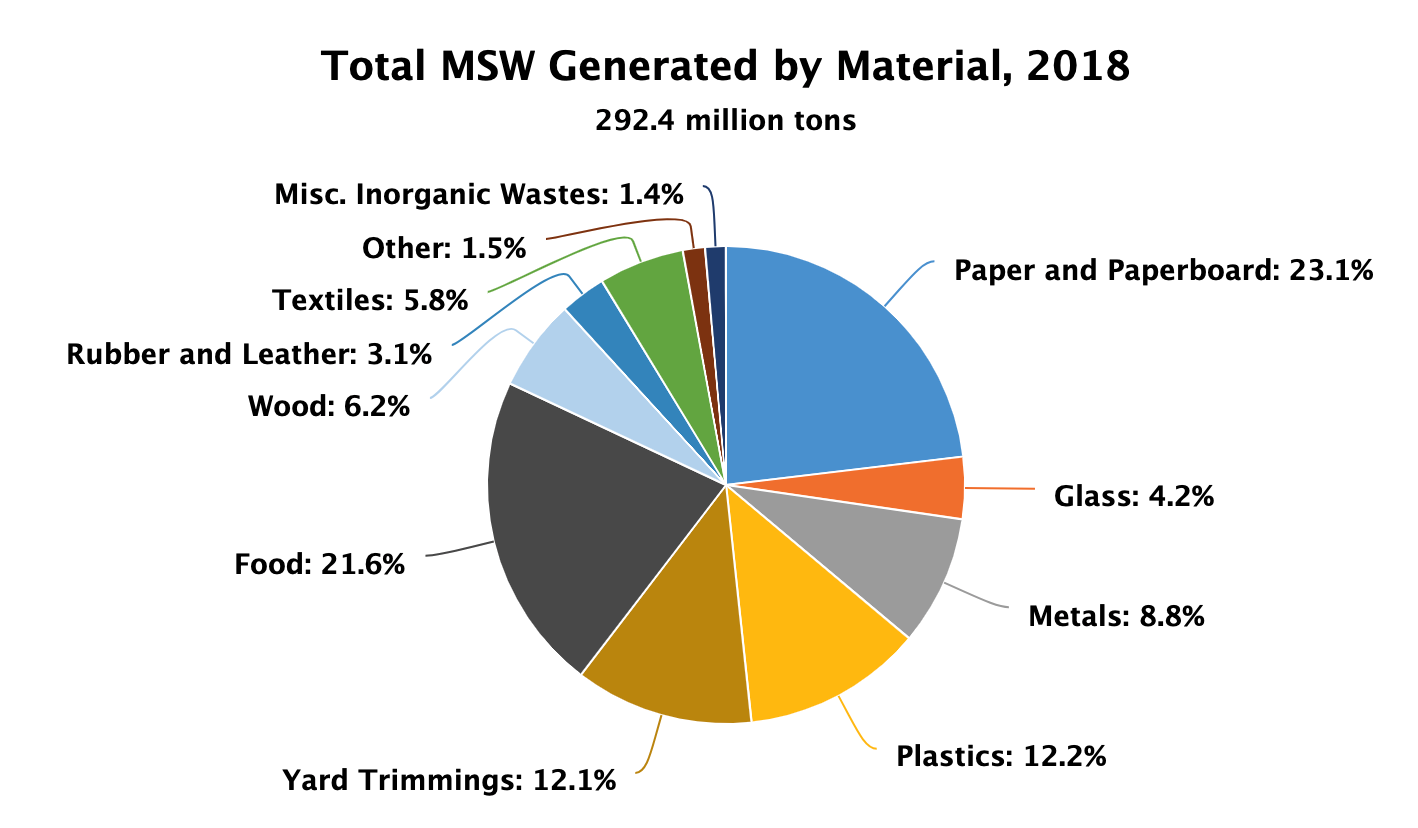 Total MSW Generated by Material, 2018
292.4 million tons
Misc. Inorganic Wastes: 1.4%
Other: 1.5%
Paper and Paperboard: 23.1%
Textiles: 5.8%
Rubber and Leather: 3.1%
Wood: 6.2%
Glass: 4.2%
Food: 21.6%
Metals: 8.8%
Plastics: 12.2%
Yard Trimmings: 12.1%